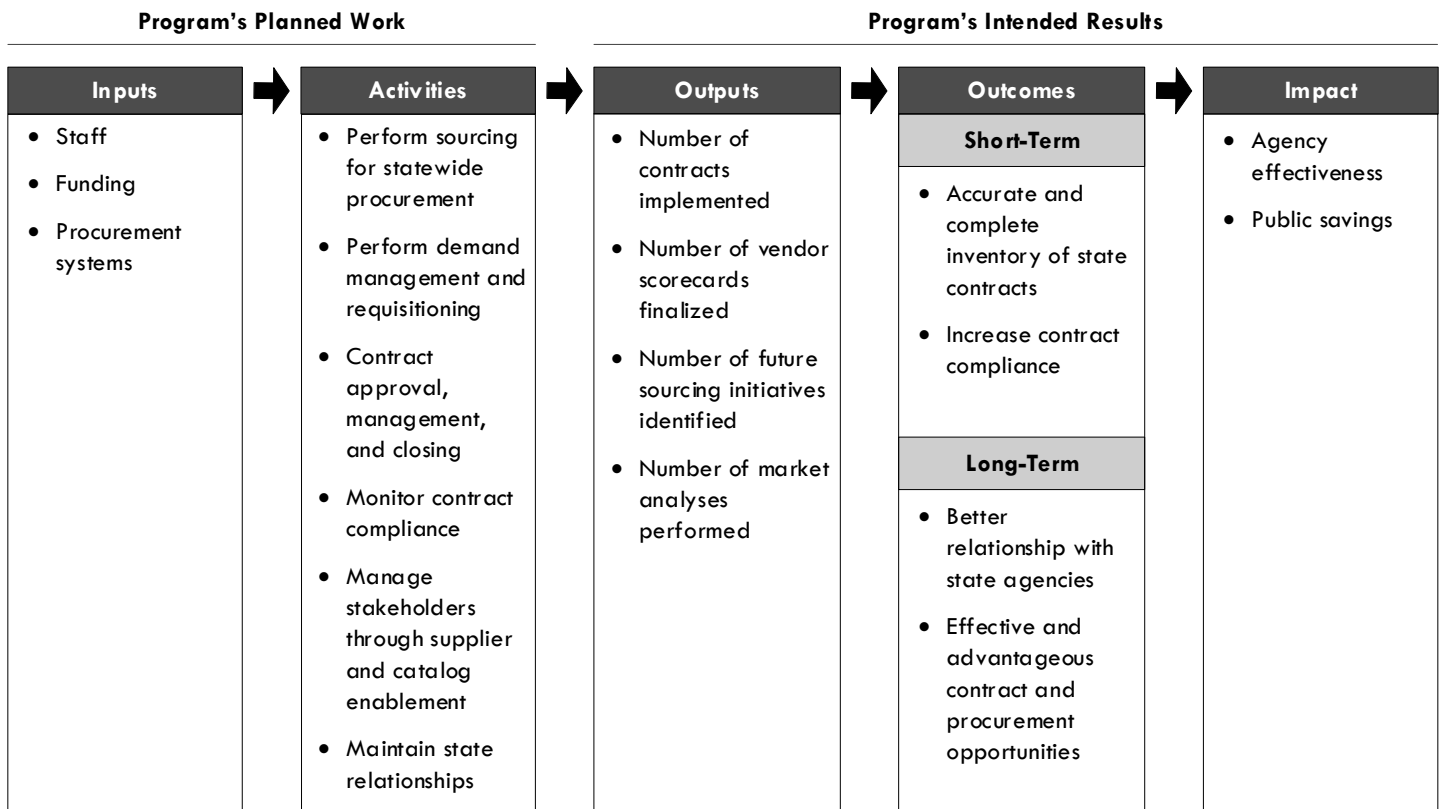 Program's Planned Work
Program's Intended Results
Inputs
• Staff
• Funding
• Procurement
systems
Activities
• Perform sourcing
for statewide
procurement
• Perform demand
management and
requisitioning
• Contract
approval,
management,
and closing
• Monitor contract
compliance
• Manage
stakeholders
through supplier
and catalog
enablement
• Maintain state
relationships
Outputs
• Number of
contracts
implemented
• Number of vendor
scorecards
finalized
• Number of future
sourcing initiatives
identified
• Number of market
analyses
performed
Outcomes
Short-Term
• Accurate and
complete
inventory of state
contracts
• Increase contract
compliance
Long-Term
• Better
relationship with
state agencies
• Effective and
advantageous
contract and
procurement
opportunities
Impact
• Agency
effectiveness
• Public savings